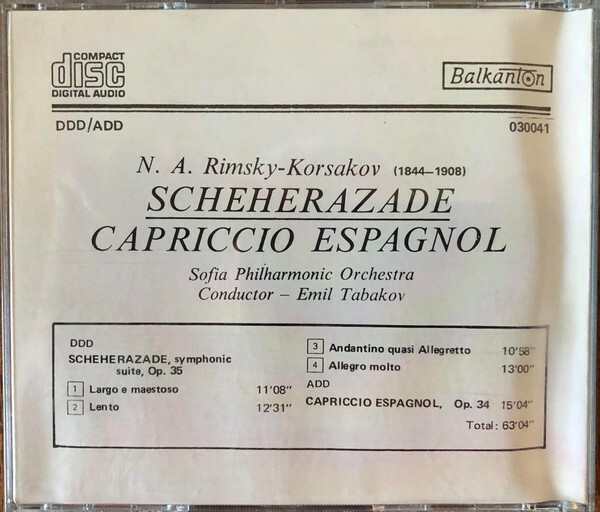 COMPACT
disc
DIGITAL AUDIO
Balkanton
DDD/ADD
030041
N. A. Rimsky-Korsakov (1844—1908)
SCHEHERAZADE
CAPRICCIO ESPAGNOL
Sofia Philharmonic Orchestra
Conductor – Emil Tabakov
DDD
SCHEHERAZADE, symphonic
suite, Op. 35
1 Largo e maestoso 11'08"
2 Lento 12'31"
3 Andantino quasi Allegretto 10'58"
4 Allegro molto 13'00"
ADD
CAPRICCIO ESPAGNOL, Op. 34 15'04"
Total: 63'04"